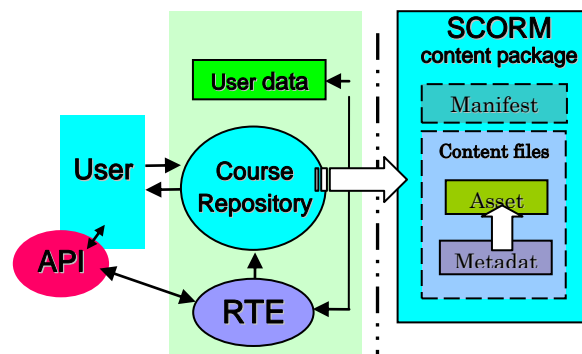 SCORM
content package
User data
Manifest
Content files
User
Course
Repository
Asset
API
Metadat
RTE